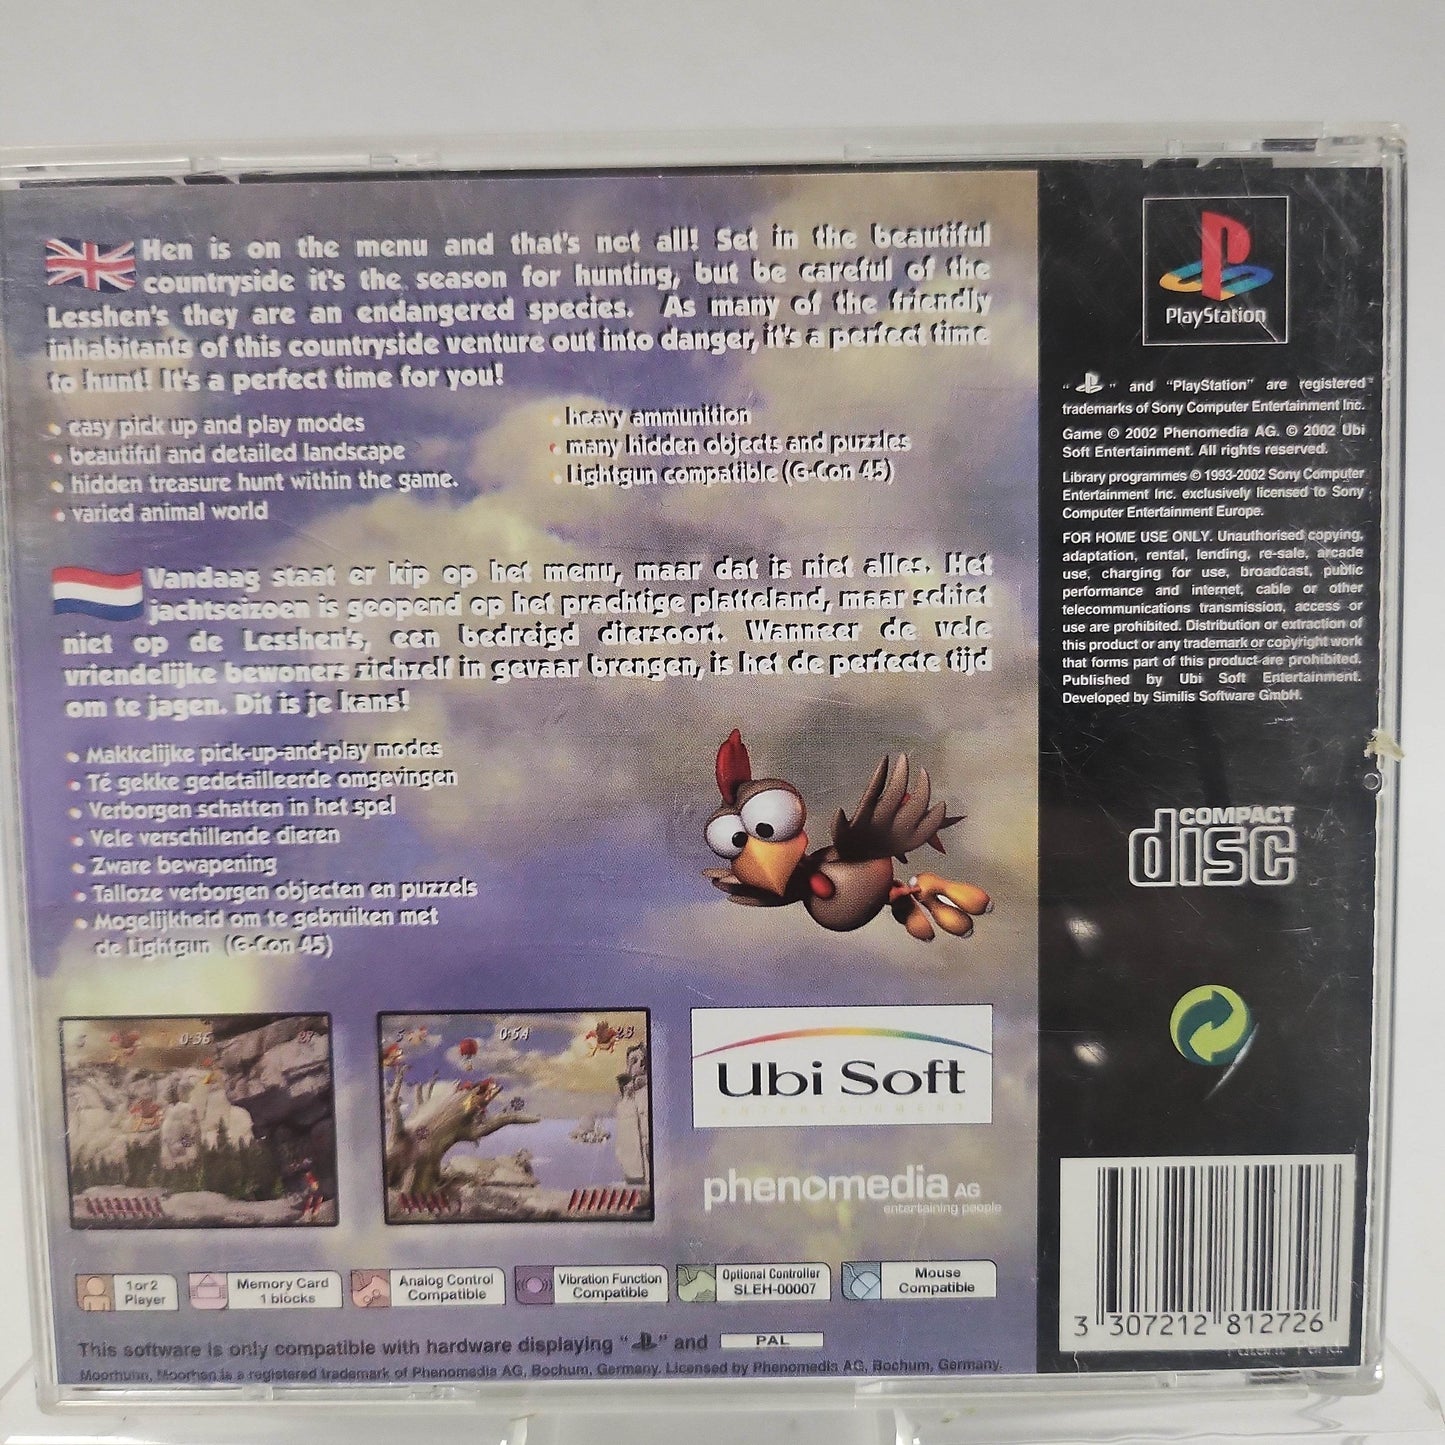 Hen is on the menu and that's not all! Set in the beautiful
countryside it's the season for hunting, but be careful of the
Lesshen's they are an endangered species. As many of the friendly
inhabitants of this countryside venture out into danger, it's a perfect time
to hunt! It's a perfect time for you!
• easy pick up and play modes
• beautiful and detailed landscape
• hidden treasure hunt within the game.
• varied animal world
• heavy ammunition
• many hidden objects and puzzles
• Lightgun compatible (G-Con 45)
Vandaag staat er kip op het menu, maar dat is niet alles. Het
jachtseizoen is geopend op het prachtige platteland, maar schiet
niet op de Lesshen's, een bedreigd diersoort. Wanneer de vele
vriendelijke bewoners zichzelf in gevaar brengen, is het de perfecte tijd
om te jagen. Dit is je kans!
• Makkelijke pick-up-and-play modes
• Té gekke gedetailleerde omgevingen
• Verborgen schatten in het spel
• Vele verschillende dieren
• Zware bewapening
• Talloze verborgen objecten en puzzels
• Mogelijkheid om te gebruiken met
de Lightgun (G-Con 45)
5 0:36 27
5 0:54 28
Ubi Soft
ENTERTAINMENT
phenomedia AG
entertaining people
1 or 2
Player
Memory Card
1 blocks
Analog Control
Compatible
Vibration Function
Compatible
Optional Controller
SLEH-00007
Mouse
Compatible
This software is only compatible with hardware displaying " " and PAL
Moorhuhn, Moorhen is a registered trademark of Phenomedia AG, Bochum, Germany. Licensed by Phenomedia AG, Bochum, Germany.
PlayStation
" " and "PlayStation" are registered
trademarks of Sony Computer Entertainment Inc.
Game © 2002 Phenomedia AG. © 2002 Ubi
Soft Entertainment. All rights reserved.
Library programmes © 1993-2002 Sony Computer
Entertainment Inc. exclusively licensed to Sony
Computer Entertainment Europe.
FOR HOME USE ONLY. Unauthorised copying,
adaptation, rental, lending, re-sale, arcade
use, charging for use, broadcast, public
performance and internet, cable or other
telecommunications transmission, access or
use are prohibited. Distribution or extraction of
this product or any trademark or copyright work
that forms part of this product are prohibited.
Published by Ubi Soft Entertainment.
Developed by Similis Software GmbH.
COMPACT
disc
3 307212 812726